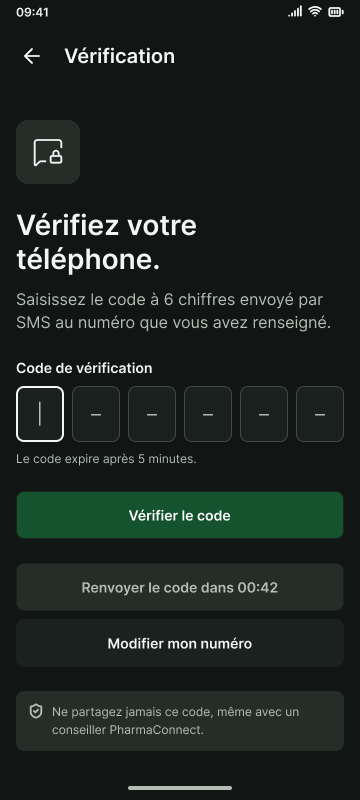 09:41
Vérification
Vérifiez votre
téléphone.
Saisissez le code à 6 chiffres envoyé par
SMS au numéro que vous avez renseigné.
Code de vérification
– – – – –
Le code expire après 5 minutes.
Vérifier le code
Renvoyer le code dans 00:42
Modifier mon numéro
Ne partagez jamais ce code, même avec un
conseiller PharmaConnect.